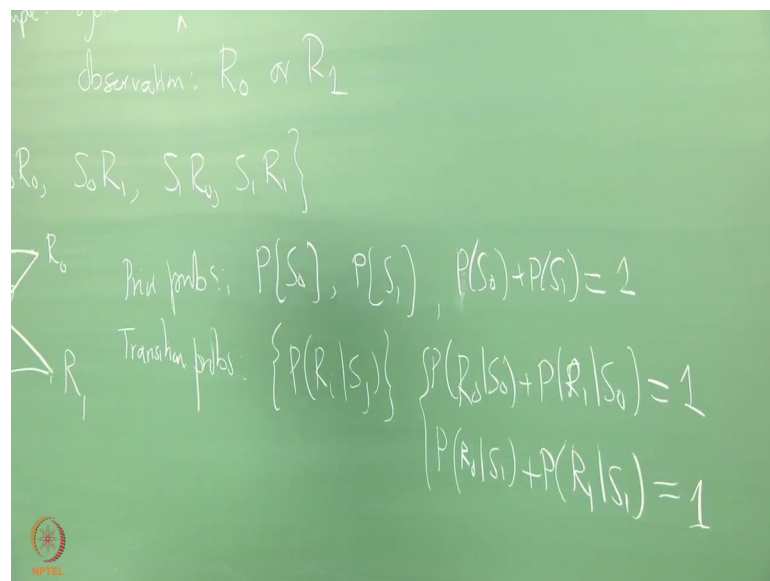 Observation: R₀ or R₁
R₀, S₀R₁, S₁R₀, S₁R₁}
R₀
Prior probs: P[S₀], P[S₁], P(S₀)+P(S₁)=1
Transition probs: {P(Rᵢ|Sⱼ)} {P(R₀|S₀)+P(R₁|S₀)=1
R₁
P(R₀|S₁)+P(R₁|S₁)=1
NPTEL